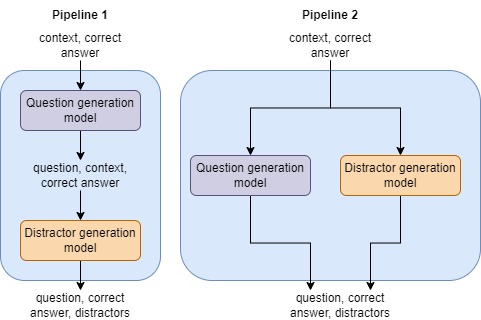 Pipeline 1
context, correct
answer
Question generation
model
question, context,
correct answer
Distractor generation
model
question, correct
answer, distractors
Pipeline 2
context, correct
answer
Question generation
model
Distractor generation
model
question, correct
answer, distractors